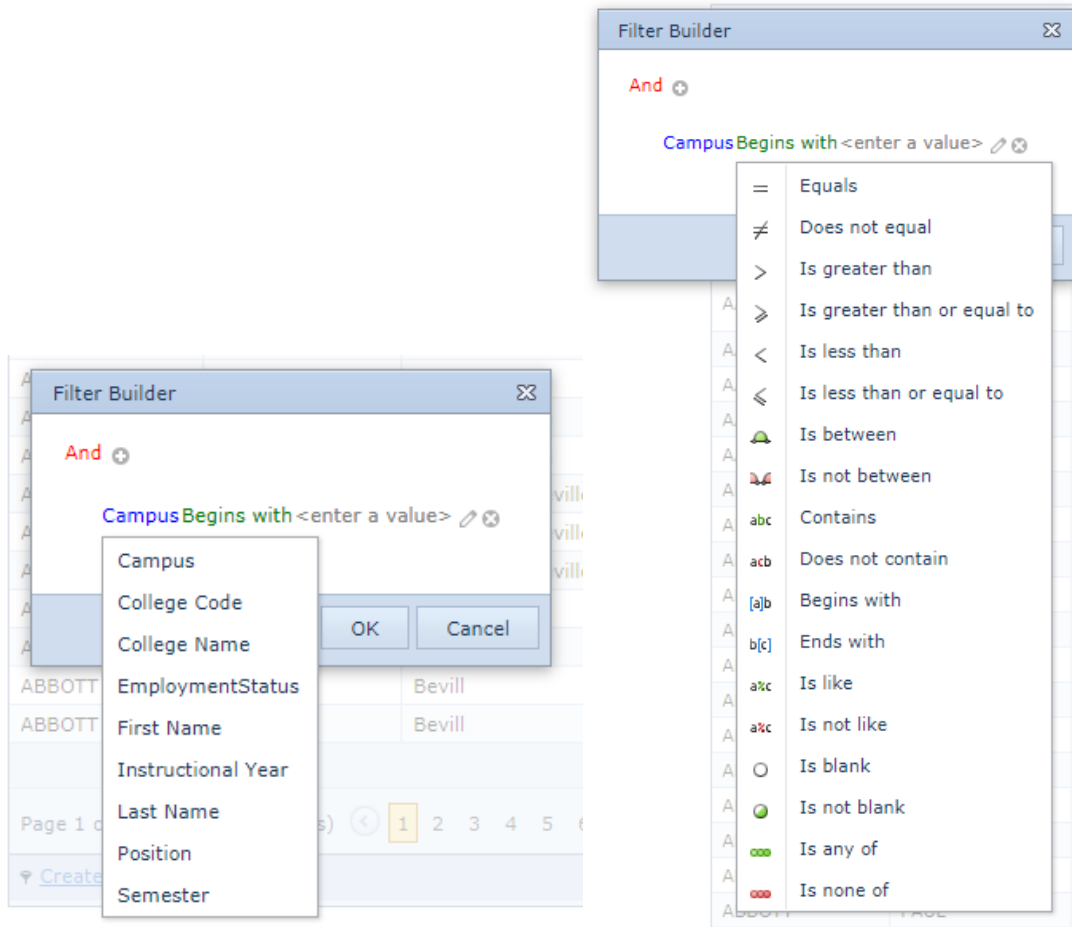 Filter Builder
And
Campus Begins with <enter a value>
Campus
College Code
College Name
EmploymentStatus
First Name
Instructional Year
Last Name
Position
Semester
OK Cancel
ville
ville
ville
ABBOTT Bevill
ABBOTT Bevill
Page 1 s) 1 2 3 4 5
Create
Filter Builder
And
Campus Begins with <enter a value>
= Equals
≠ Does not equal
> Is greater than
⩾ Is greater than or equal to
< Is less than
⩽ Is less than or equal to
Is between
Is not between
abc Contains
acb Does not contain
[a]b Begins with
b[c] Ends with
a%c Is like
a%c Is not like
Is blank
Is not blank
Is any of
Is none of